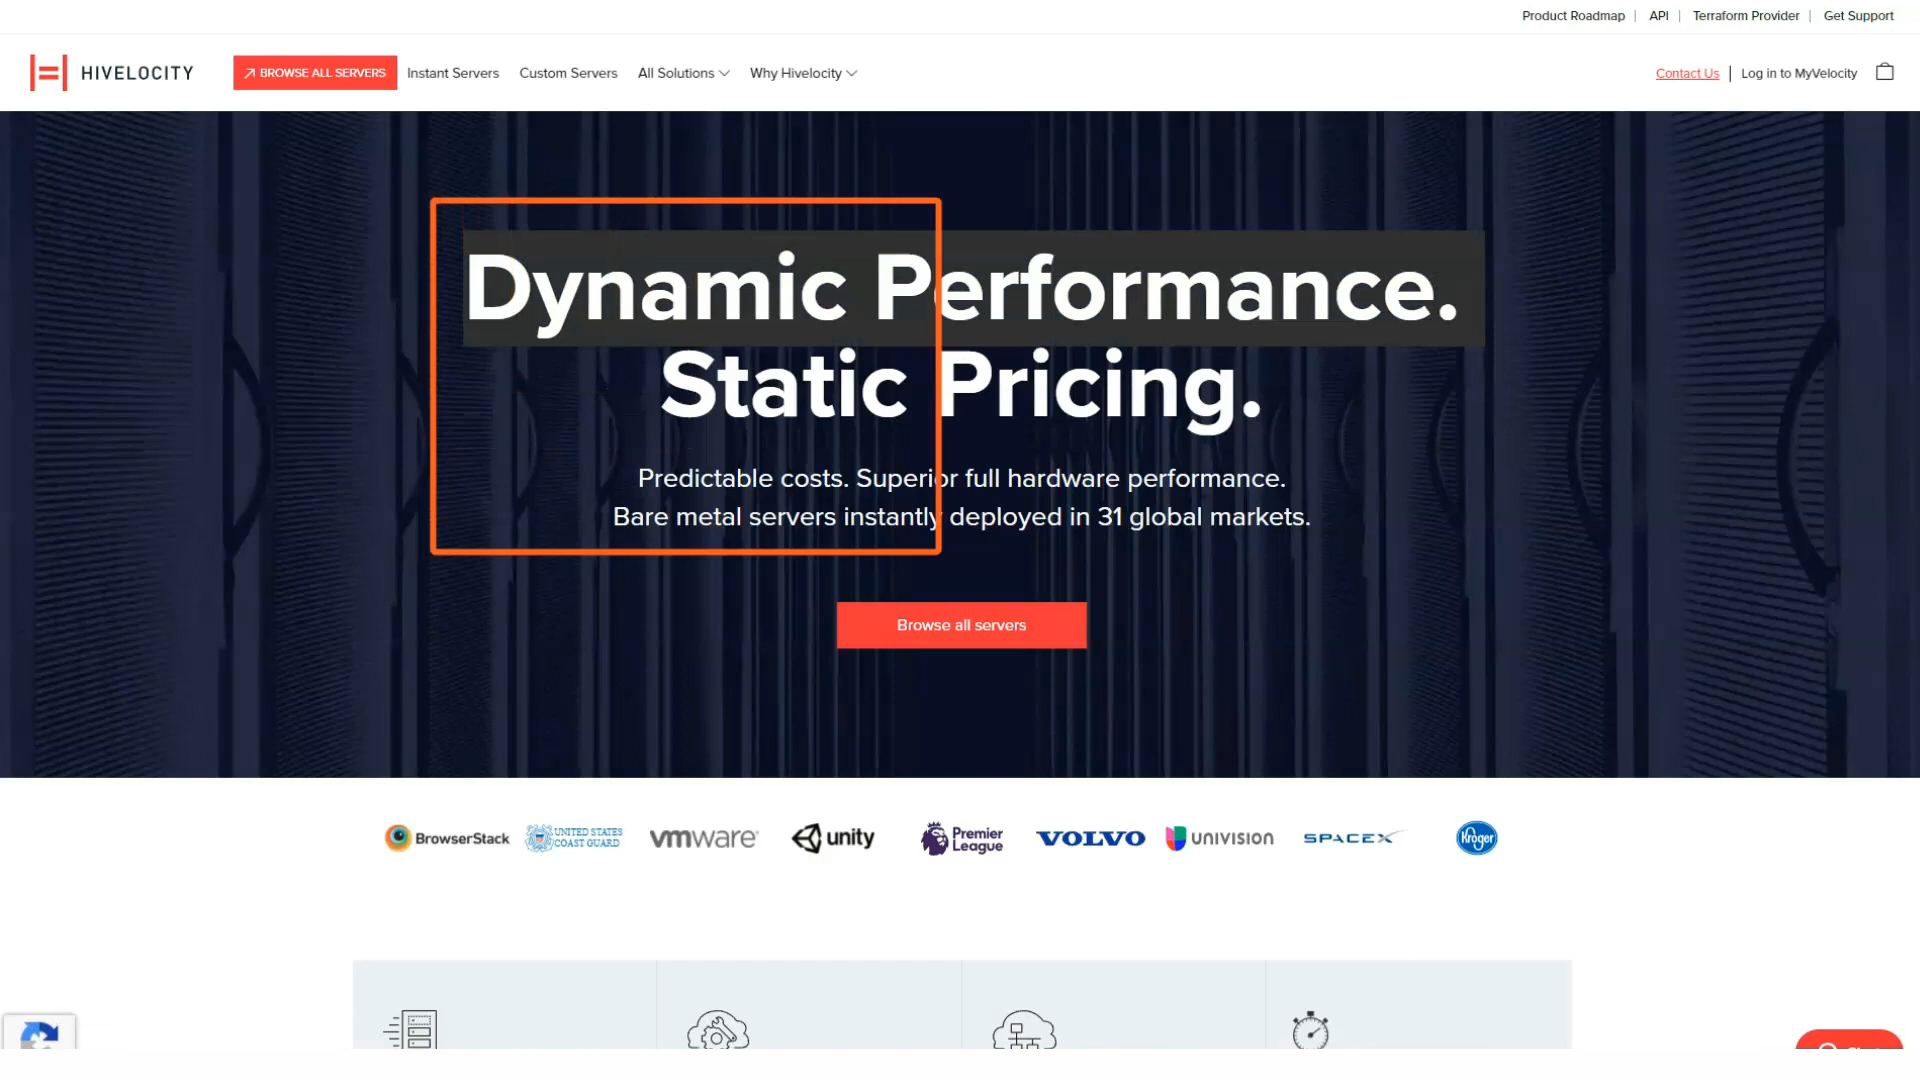 Product Roadmap | API | Terraform Provider | Get Support
HIVELOCITY
BROWSE ALL SERVERS Instant Servers Custom Servers All Solutions Why Hivelocity
Contact Us | Log in to MyVelocity
Dynamic Performance.
Static Pricing.
Predictable costs. Superior full hardware performance.
Bare metal servers instantly deployed in 31 global markets.
Browse all servers
BrowserStack
UNITED STATES
COAST GUARD
vmware
unity
Premier
League
VOLVO
UNIVISION
SPACEX
Kroger